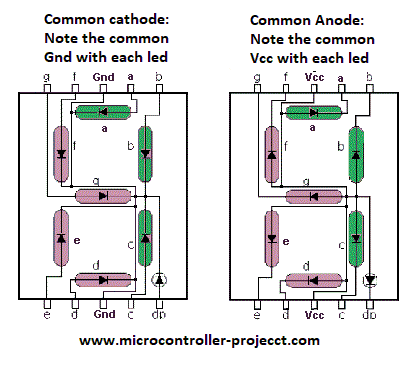 Common cathode:
Note the common
Gnd with each led
Common Anode:
Note the common
Vcc with each led
g f Gnd a b
a
f
b
g
e
c
d
e d Gnd c dp
g f Vcc a b
a
f
b
g
e
c
d
e d Vcc c dp
www.microcontroller-projecct.com